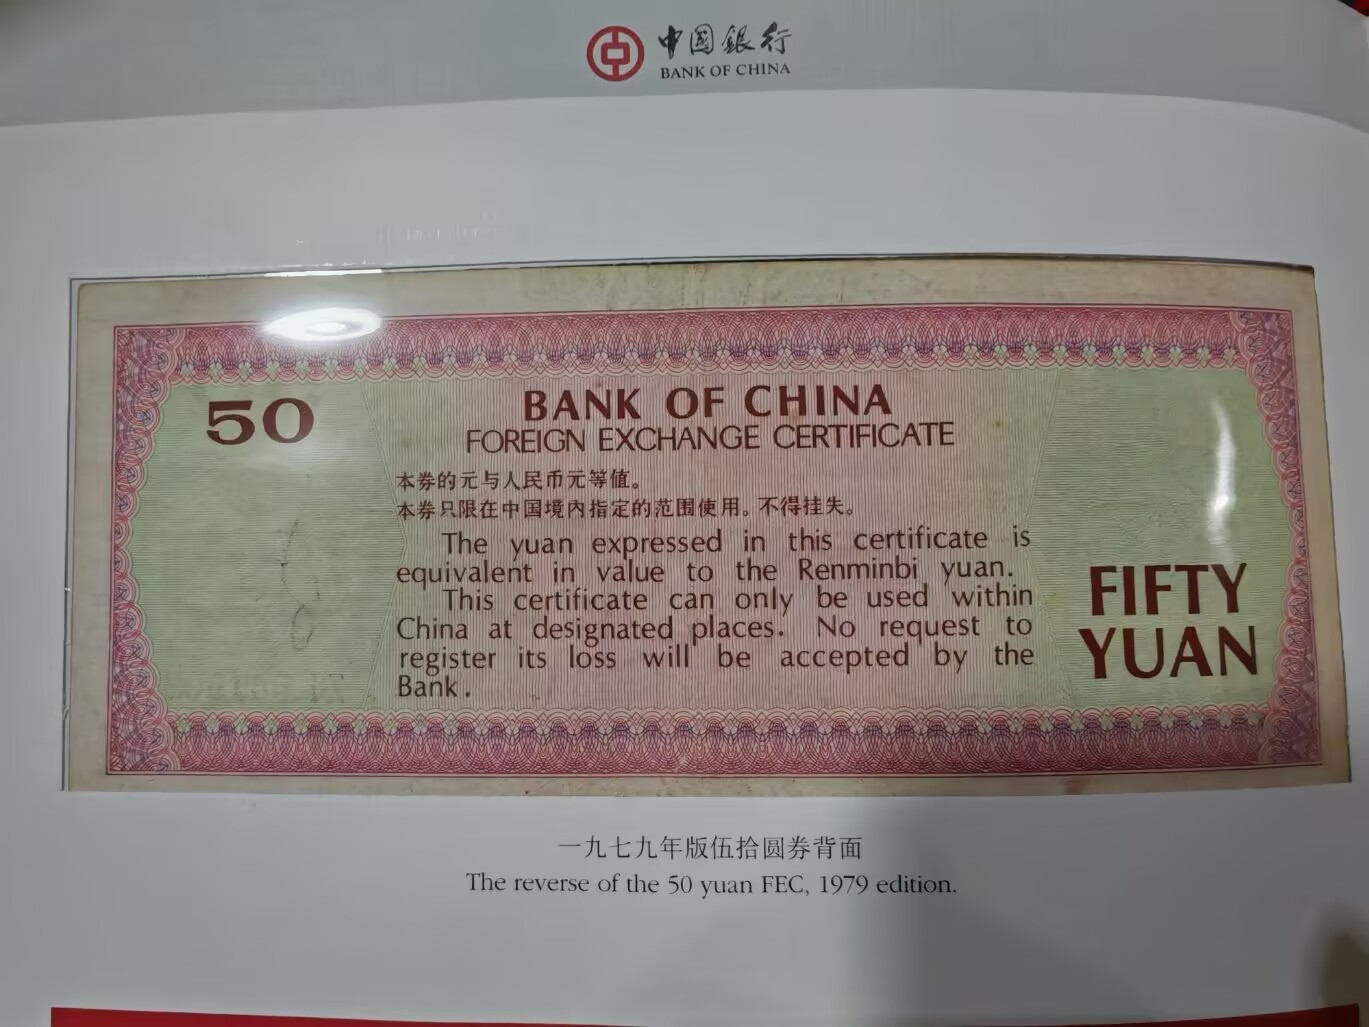 中国銀行
BANK OF CHINA
50
BANK OF CHINA
FOREIGN EXCHANGE CERTIFICATE
本券的元与人民币元等值。
本券只限在中国境内指定的范围使用。不得挂失。
The yuan expressed in this certificate is
equivalent in value to the Renminbi yuan.
This certificate can only be used within
China at designated places. No request to
register its loss will be accepted by the
Bank.
FIFTY
YUAN
一九七九年版伍拾圆券背面
The reverse of the 50 yuan FEC, 1979 edition.